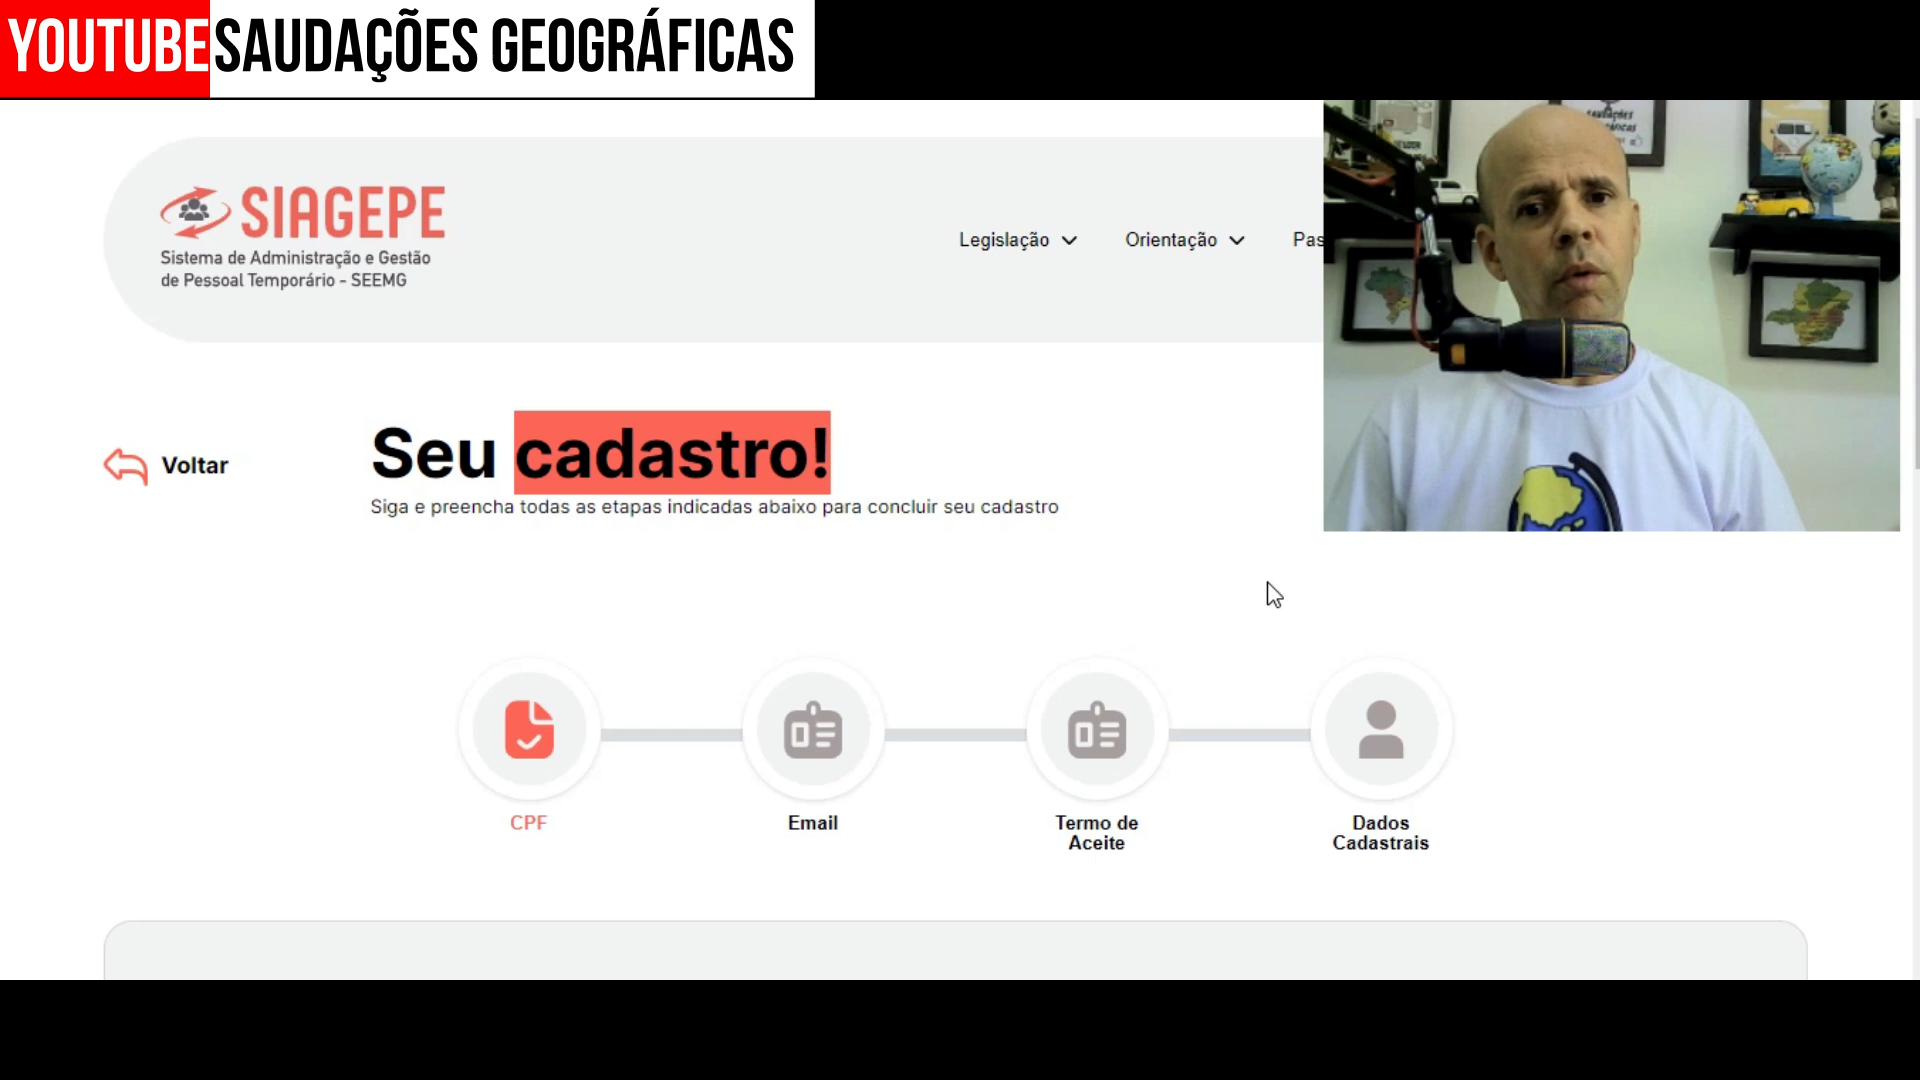 YOUTUBE SAUDAÇÕES GEOGRÁFICAS
SIAGEPE
Sistema de Administração e Gestão
de Pessoal Temporário - SEEMG
Legislação
Orientação
Pas
SAUDAÇÕES
Voltar
Seu cadastro!
Siga e preencha todas as etapas indicadas abaixo para concluir seu cadastro
CPF
Email
Termo de
Aceite
Dados
Cadastrais